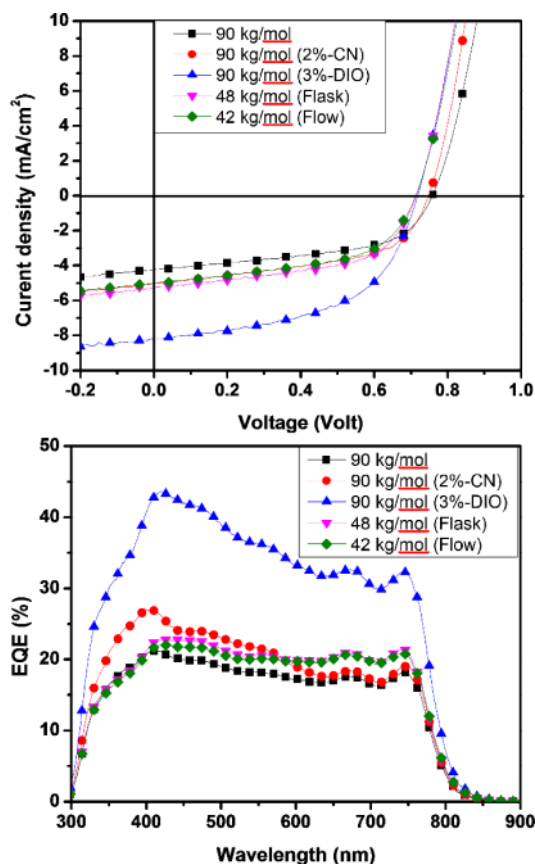 10
8
6
4
2
0
-2
-4
-6
-8
-10
Curent density (mA/cm²)
90 kg/mol
90 kg/mol (2%-CN)
90 kg/mol (3%-DIO)
48 kg/mol (Flask)
42 kg/mol (Flow)
-0.2 0.0 0.2 0.4 0.6 0.8 1.0
Voltage (Volt)
50
40
30
20
10
0
EQE (%)
90 kg/mol
90 kg/mol (2%-CN)
90 kg/mol (3%-DIO)
48 kg/mol (Flask)
42 kg/mol (Flow)
300 400 500 600 700 800 900
Wavelength (nm)